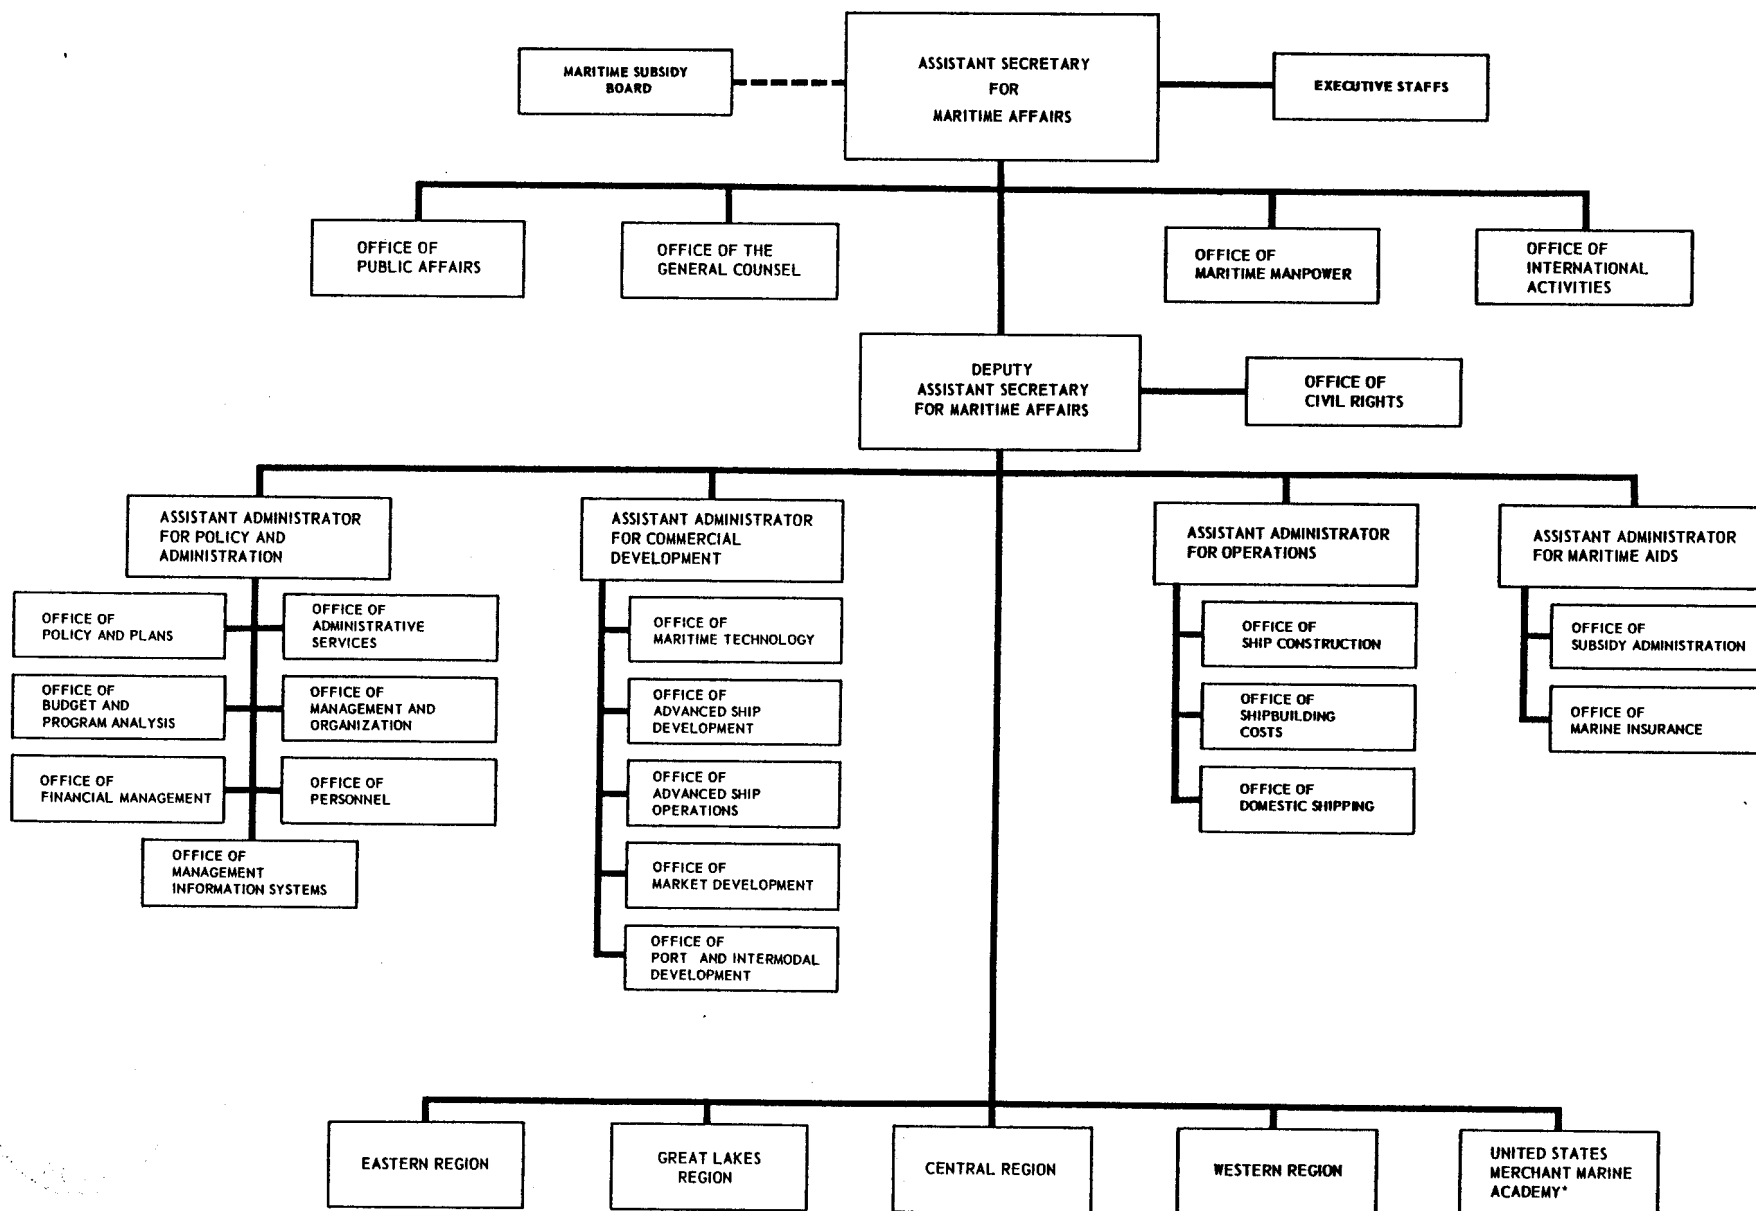 MARITIME SUBSIDY
BOARD
ASSISTANT SECRETARY
FOR
MARITIME AFFAIRS
EXECUTIVE STAFFS
OFFICE OF
PUBLIC AFFAIRS
OFFICE OF THE
GENERAL COUNSEL
OFFICE OF
MARITIME MANPOWER
OFFICE OF
INTERNATIONAL
ACTIVITIES
DEPUTY
ASSISTANT SECRETARY
FOR MARITIME AFFAIRS
OFFICE OF
CIVIL RIGHTS
ASSISTANT ADMINISTRATOR
FOR POLICY AND
ADMINISTRATION
OFFICE OF
POLICY AND PLANS
OFFICE OF
ADMINISTRATIVE
SERVICES
OFFICE OF
BUDGET AND
PROGRAM ANALYSIS
OFFICE OF
MANAGEMENT AND
ORGANIZATION
OFFICE OF
FINANCIAL MANAGEMENT
OFFICE OF
PERSONNEL
OFFICE OF
MANAGEMENT
INFORMATION SYSTEMS
ASSISTANT ADMINISTRATOR
FOR COMMERCIAL
DEVELOPMENT
OFFICE OF
MARITIME TECHNOLOGY
OFFICE OF
ADVANCED SHIP
DEVELOPMENT
OFFICE OF
ADVANCED SHIP
OPERATIONS
OFFICE OF
MARKET DEVELOPMENT
OFFICE OF
PORT AND INTERMODAL
DEVELOPMENT
ASSISTANT ADMINISTRATOR
FOR OPERATIONS
OFFICE OF
SHIP CONSTRUCTION
OFFICE OF
SHIPBUILDING
COSTS
OFFICE OF
DOMESTIC SHIPPING
ASSISTANT ADMINISTRATOR
FOR MARITIME AIDS
OFFICE OF
SUBSIDY ADMINISTRATION
OFFICE OF
MARINE INSURANCE
EASTERN REGION
GREAT LAKES
REGION
CENTRAL REGION
WESTERN REGION
UNITED STATES
MERCHANT MARINE
ACADEMY*